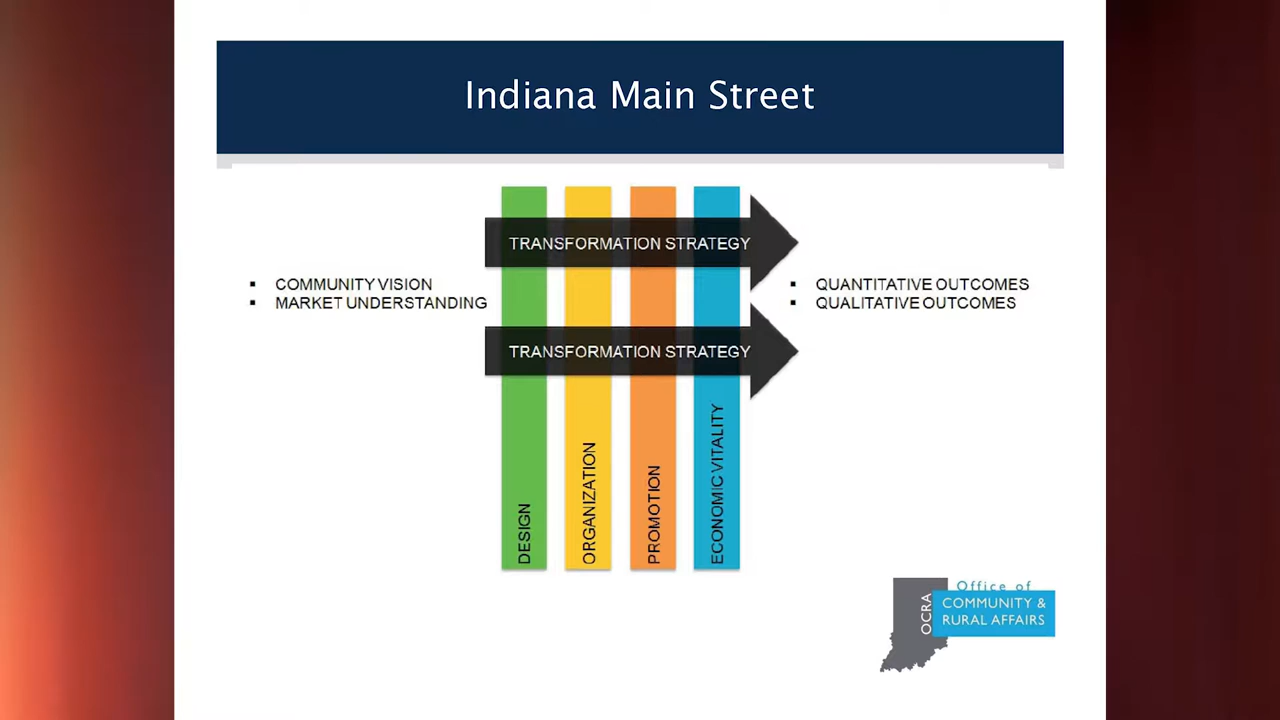 Indiana Main Street
TRANSFORMATION STRATEGY
▪ COMMUNITY VISION
▪ MARKET UNDERSTANDING
▪ QUANTITATIVE OUTCOMES
▪ QUALITATIVE OUTCOMES
TRANSFORMATION STRATEGY
DESIGN
ORGANIZATION
PROMOTION
ECONOMIC VITALITY
OCRA
Office of
COMMUNITY &
RURAL AFFAIRS